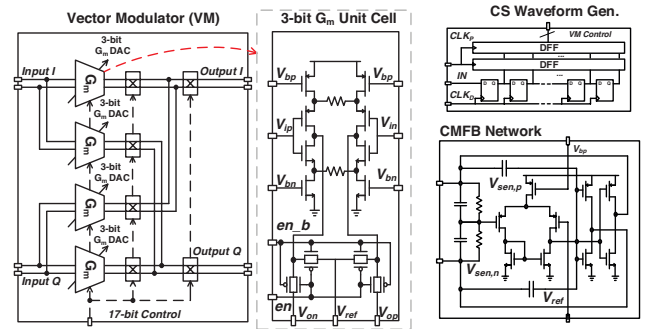 Vector Modulator (VM)
3-bit
Gm DAC
Input I
Output I
Gm
3-bit
Gm DAC
Gm
3-bit
Gm DAC
Gm
3-bit
Gm DAC
Gm
Output Q
Input Q
17-bit Control
3-bit Gm Unit Cell
Vbp
Vbp
Vip
Vin
Vbn
Vbn
en_b
en
Von
Vref
Vop
CS Waveform Gen.
CLKP
VM Control
DFF
...
DFF
...
IN
CLKD
CMFB Network
Vbp
Vsen,p
Vsen,n
Vref